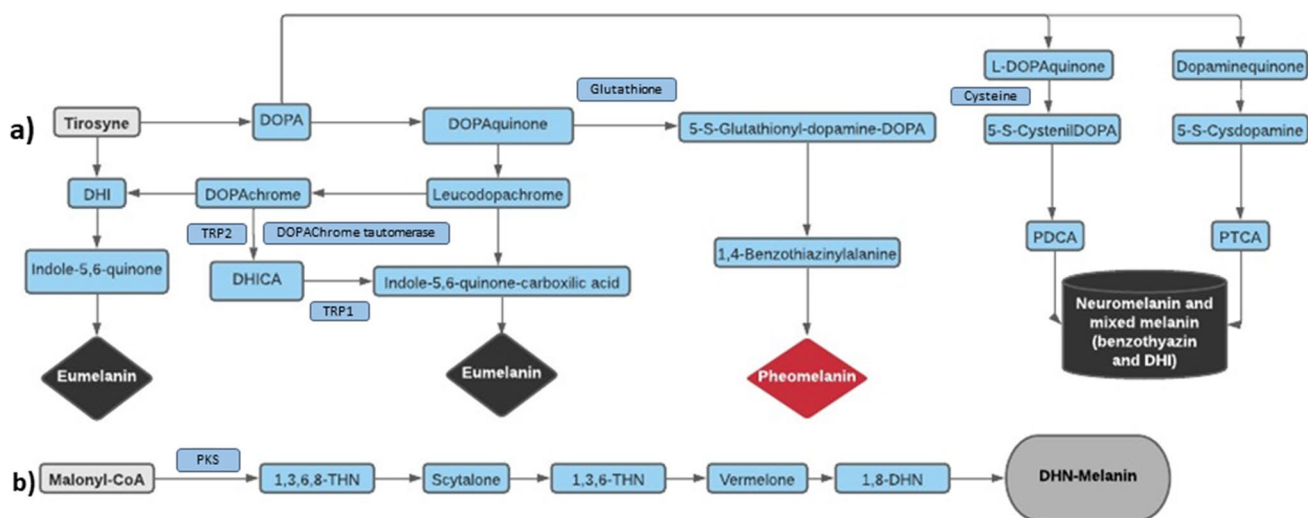 L-DOPAquinone
Dopaminequinone
Glutathione
Cysteine
a)
Tirosyne
DOPA
DOPAquinone
5-S-Glutathionyl-dopamine-DOPA
5-S-CystenilDOPA
5-S-Cysdopamine
DHI
DOPAchrome
Leucodopachrome
TRP2
DOPAChrome tautomerase
PDCA
PTCA
Indole-5,6-quinone
DHICA
Indole-5,6-quinone-carboxilic acid
1,4-Benzothiazinylalanine
TRP1
Neuromelanin and
mixed melanin
(benzothyazin
and DHI)
Eumelanin
Eumelanin
Pheomelanin
b)
Malonyl-CoA
PKS
1,3,6,8-THN
Scytalone
1,3,6-THN
Vermelone
1,8-DHN
DHN-Melanin